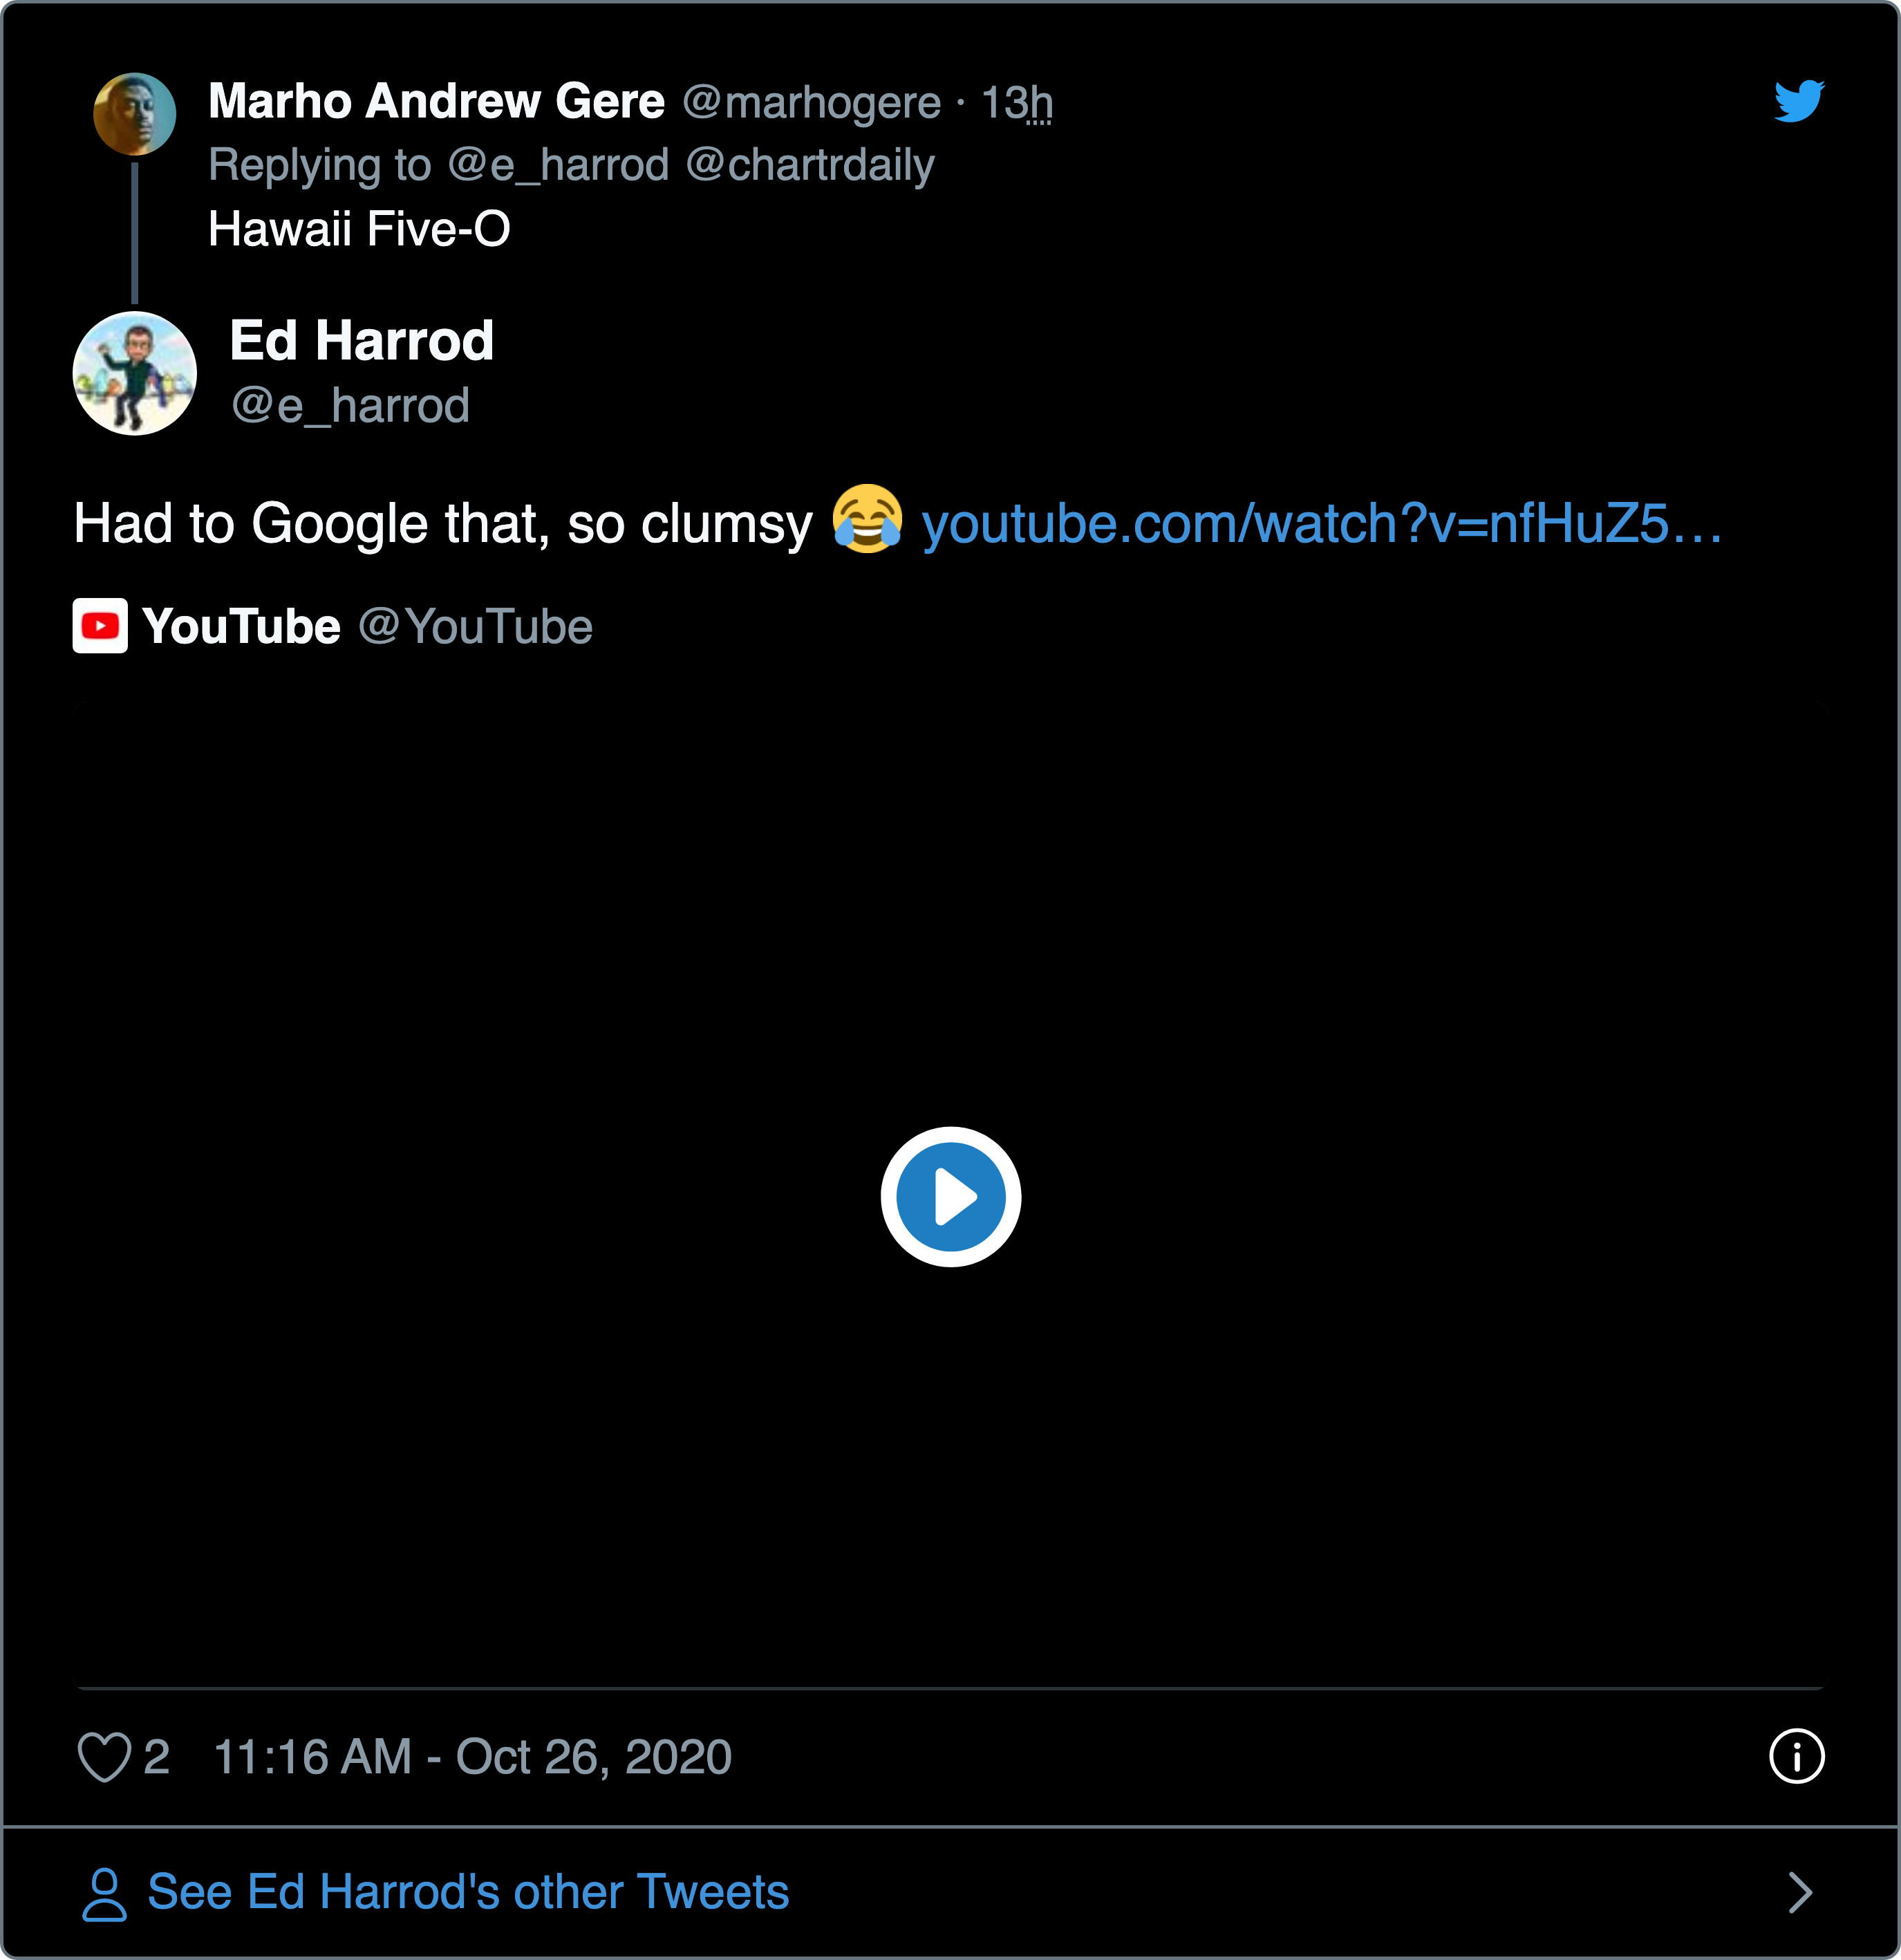 Marho Andrew Gere @marhogere · 13h
Replying to @e_harrod @chartrdaily
Hawaii Five-O
Ed Harrod
@e_harrod
Had to Google that, so clumsy 😂 youtube.com/watch?v=nfHuZ5…
YouTube @YouTube
2 11:16 AM - Oct 26, 2020
See Ed Harrod's other Tweets